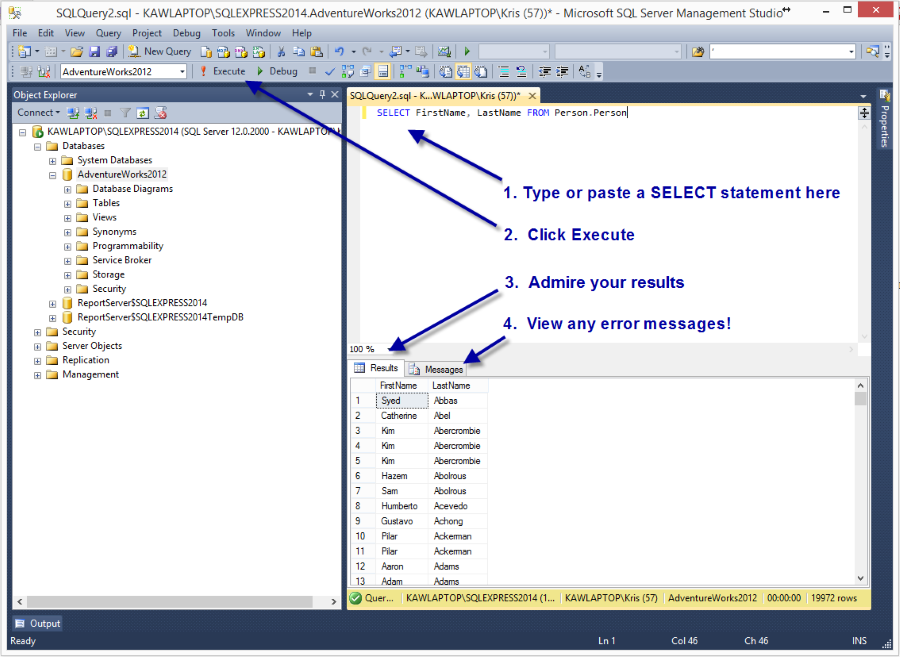 SQLQuery2.sql - KAWLAPTOP\SQLEXPRESS2014.AdventureWorks2012 (KAWLAPTOP\Kris (57))* - Microsoft SQL Server Management Studio
File Edit View Query Project Debug Tools Window Help
New Query
AdventureWorks2012 Execute Debug
Object Explorer
Connect
KAWLAPTOP\SQLEXPRESS2014 (SQL Server 12.0.2000 - KAWLAPTOP\
Databases
System Databases
AdventureWorks2012
Database Diagrams
Tables
Views
Synonyms
Programmability
Service Broker
Storage
Security
ReportServer$SQLEXPRESS2014
ReportServer$SQLEXPRESS2014TempDB
Security
Server Objects
Replication
Management
SQLQuery2.sql - K...WLAPTOP\Kris (57))*
SELECT FirstName, LastName FROM Person.Person
Properties
1. Type or paste a SELECT statement here
2. Click Execute
3. Admire your results
4. View any error messages!
100 %
Results Messages
FirstName LastName
1 Syed Abbas
2 Catherine Abel
3 Kim Abercrombie
4 Kim Abercrombie
5 Kim Abercrombie
6 Hazem Abolrous
7 Sam Abolrous
8 Humberto Acevedo
9 Gustavo Achong
10 Pilar Ackerman
11 Pilar Ackerman
12 Aaron Adams
13 Adam Adams
Quer... KAWLAPTOP\SQLEXPRESS2014 (1... KAWLAPTOP\Kris (57) AdventureWorks2012 00:00:00 19972 rows
Output
Ready Ln 1 Col 46 Ch 46 INS